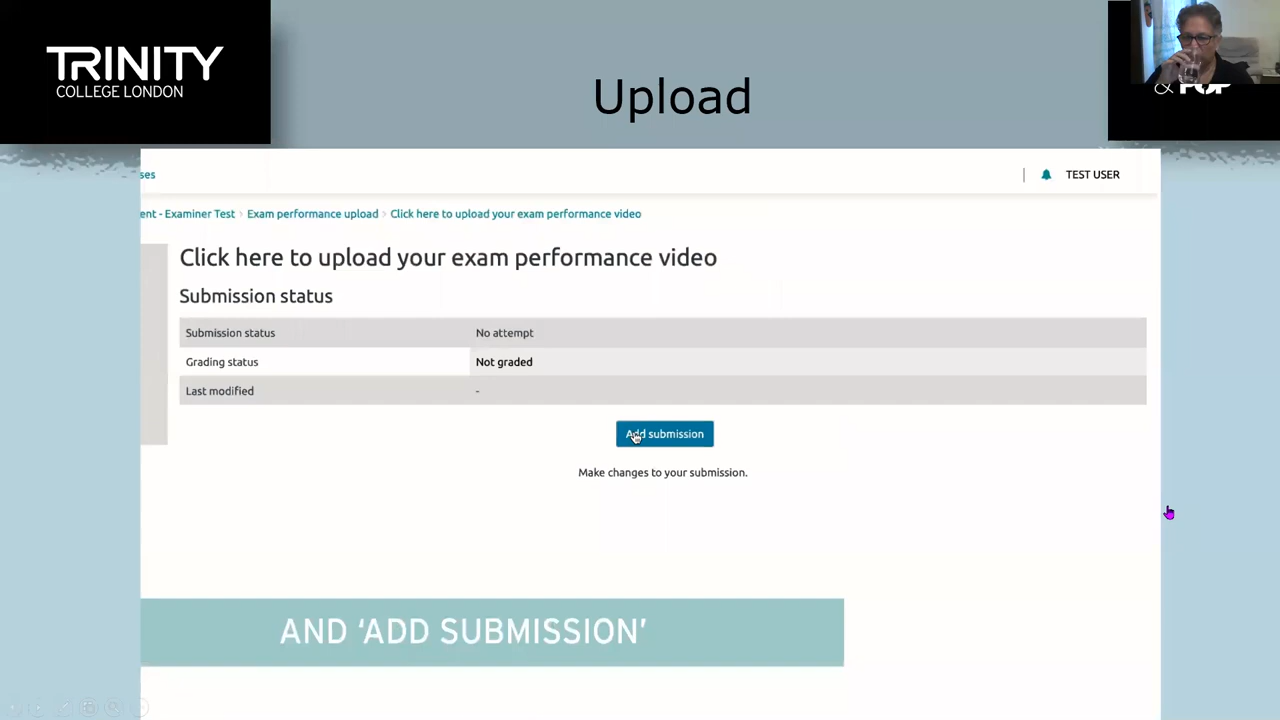 TRINITY
COLLEGE LONDON
Upload
& POP
ses
TEST USER
ent - Examiner Test › Exam performance upload › Click here to upload your exam performance video
Click here to upload your exam performance video
Submission status
Submission status No attempt
Grading status Not graded
Last modified -
Add submission
Make changes to your submission.
AND ‘ADD SUBMISSION’